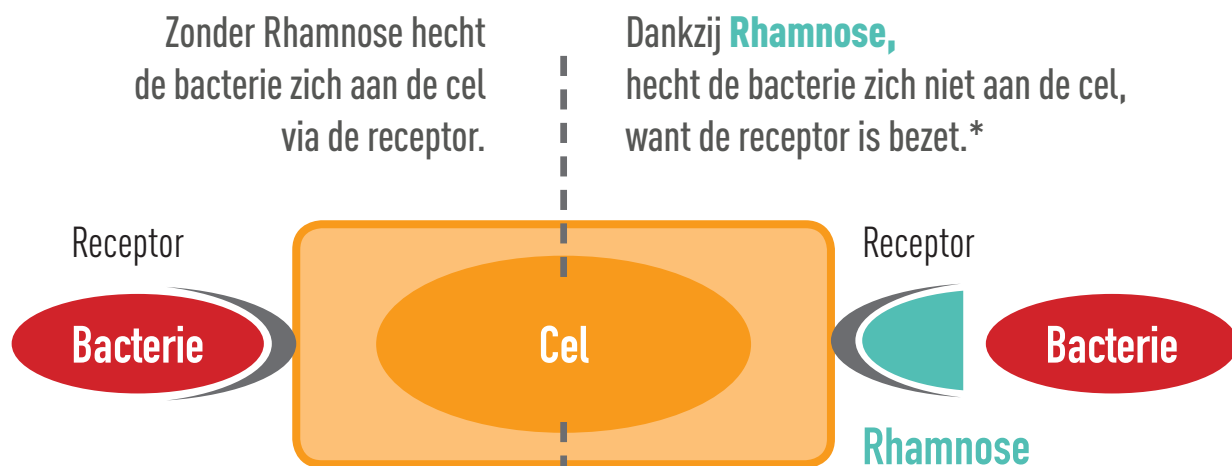 Zonder Rhamnose hecht
de bacterie zich aan de cel
via de receptor.
Dankzij Rhamnose,
hecht de bacterie zich niet aan de cel,
want de receptor is bezet.*
Receptor
Receptor
Bacterie
Cel
Bacterie
Rhamnose